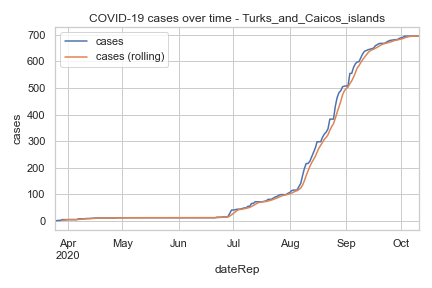 COVID-19 cases over time - Turks_and_Caicos_islands
cases
cases (rolling)
700
600
500
400
300
200
100
0
cases
Apr May Jun Jul Aug Sep Oct
2020
dateRep